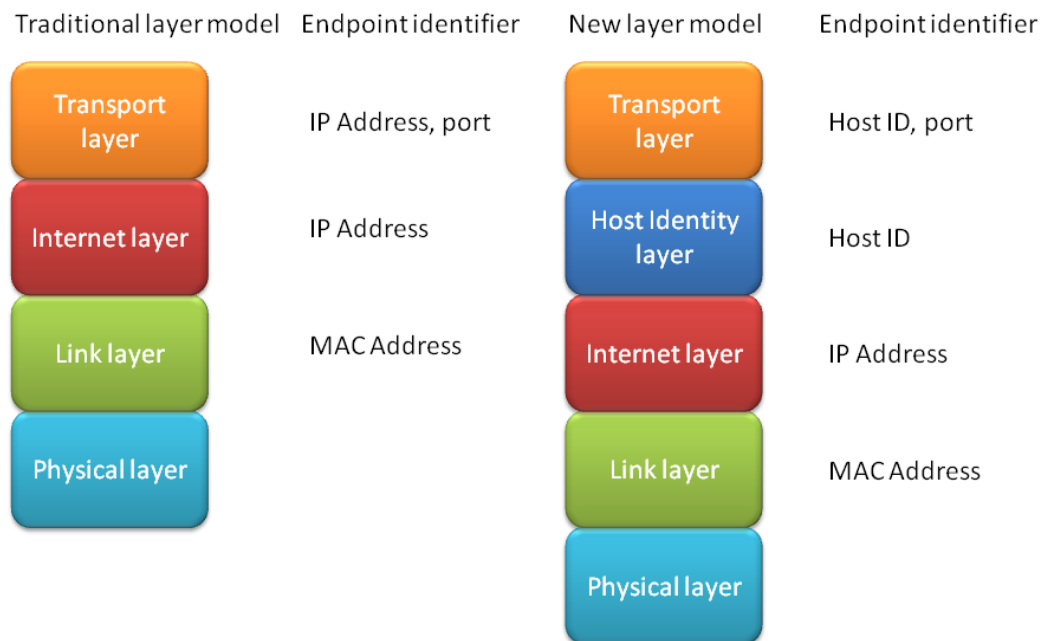 Traditional layer model Endpoint identifier New layer model Endpoint identifier
Transport
layer
IP Address, port
Transport
layer
Host ID, port
Internet layer
IP Address
Host Identity
layer
Host ID
Link layer
MAC Address
Internet layer
IP Address
Physical layer
Link layer
MAC Address
Physical layer